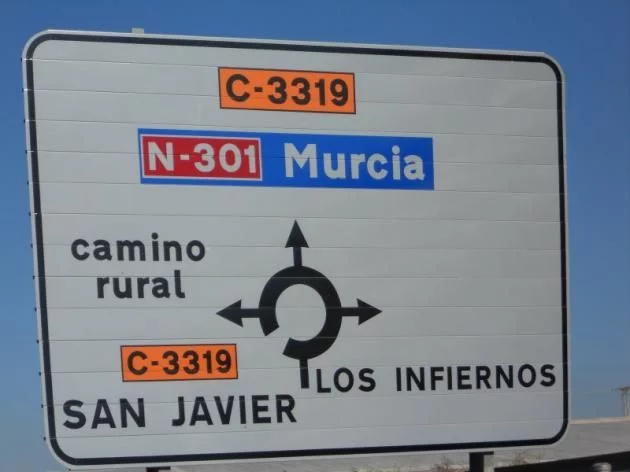 C-3319
N-301 Murcia
camino
rural
C-3319
SAN JAVIER
LOS INFIERNOS